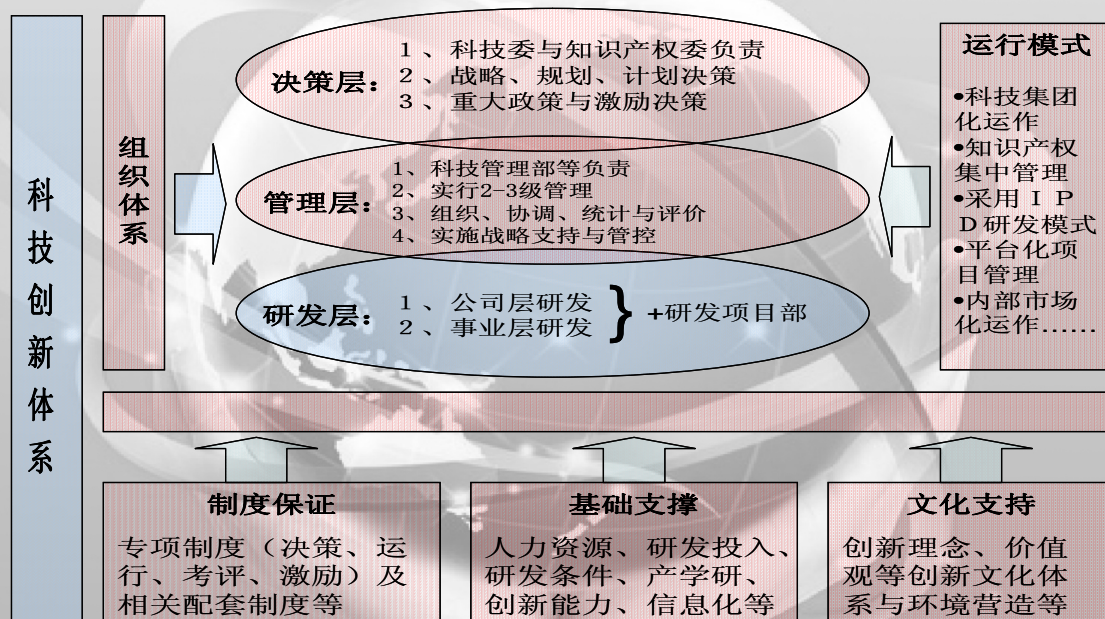 科技创新体系
组织体系
决策层：
1、科技委与知识产权委负责
2、战略、规划、计划决策
3、重大政策与激励决策
管理层：
1、科技管理部等负责
2、实行2-3级管理
3、组织、协调、统计与评价
4、实施战略支持与管控
研发层：
1、公司层研发
2、事业层研发
} +研发项目部
运行模式
•科技集团
化运作
•知识产权
集中管理
•采用ＩＰ
Ｄ研发模式
•平台化项
目管理
•内部市场
化运作……
制度保证
专项制度（决策、运
行、考评、激励）及
相关配套制度等
基础支撑
人力资源、研发投入、
研发条件、产学研、
创新能力、信息化等
文化支持
创新理念、价值
观等创新文化体
系与环境营造等